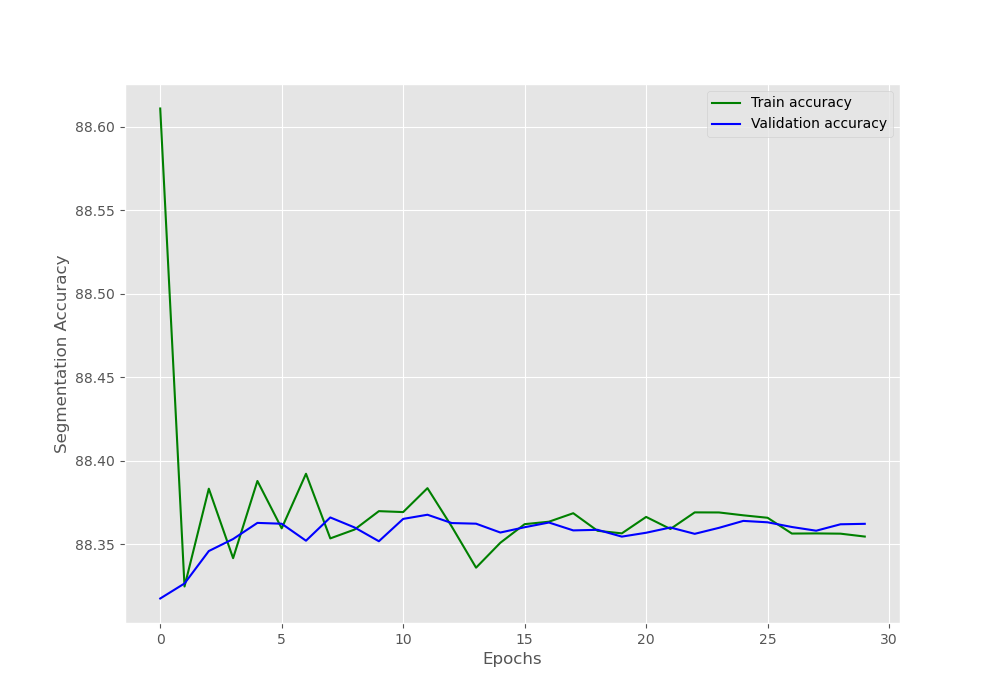 Train accuracy
Validation accuracy
88.60
88.55
88.50
88.45
88.40
88.35
Segmentation Accuracy
0 5 10 15 20 25 30
Epochs